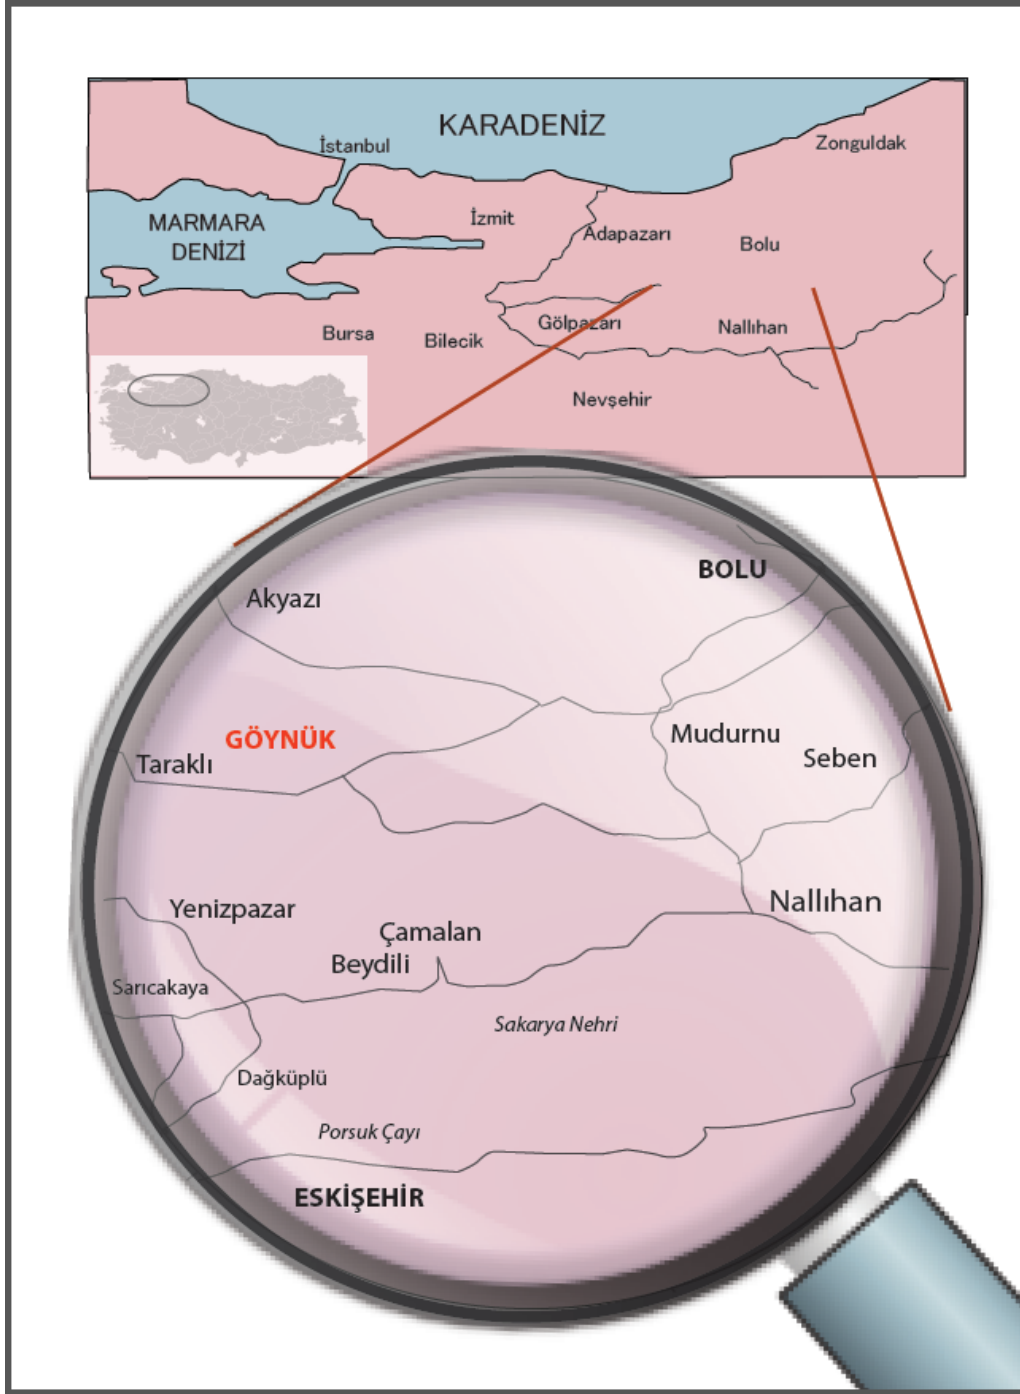 KARADENİZ
Zonguldak
İstanbul
MARMARA
DENİZİ
İzmit
Adapazarı
Bolu
Bursa
Bilecik
Gölpazarı
Nallıhan
Nevşehir
BOLU
Akyazı
GÖYNÜK
Taraklı
Mudurnu
Seben
Yenizpazar
Çamalan
Beydili
Nallıhan
Sarıcakaya
Sakarya Nehri
Dağküplü
Porsuk Çayı
ESKİŞEHİR